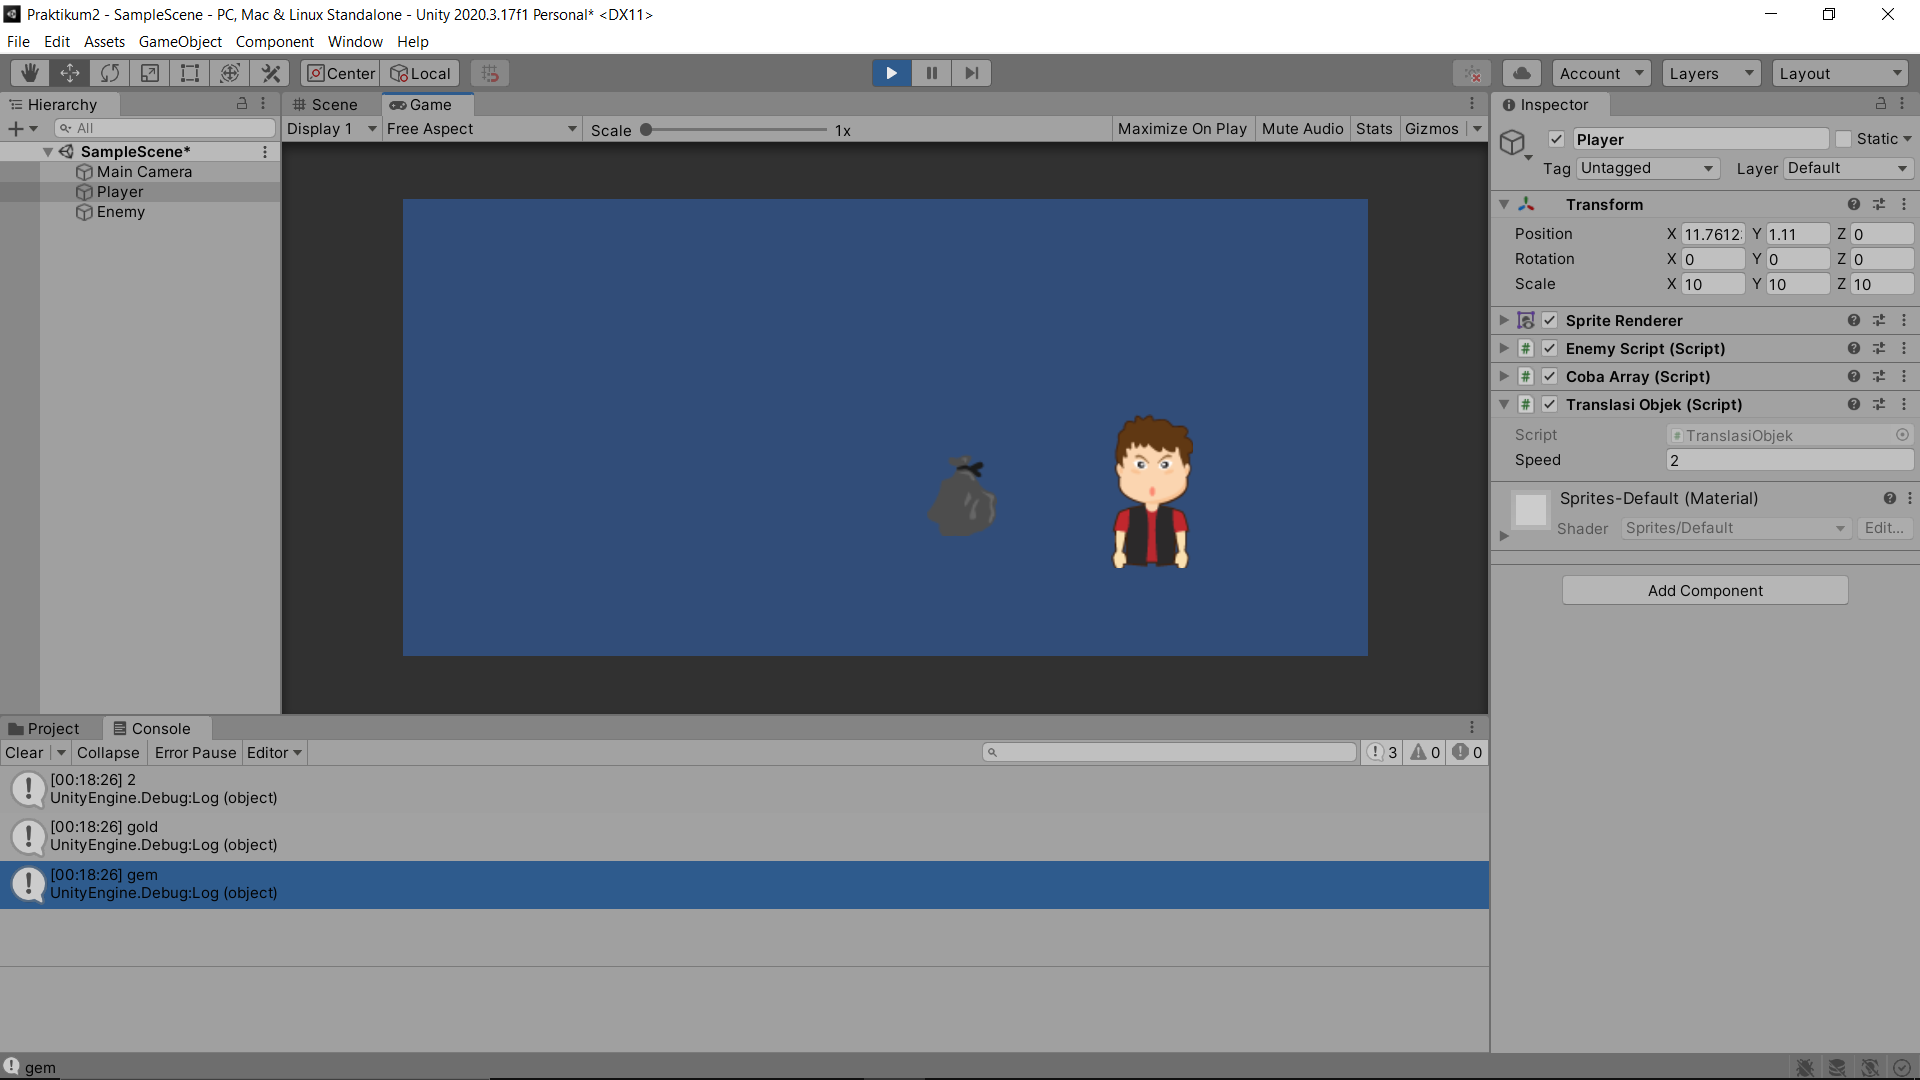 Praktikum2 - SampleScene - PC, Mac & Linux Standalone - Unity 2020.3.17f1 Personal* <DX11>
File Edit Assets GameObject Component Window Help
Center Local Account Layers Layout
Hierarchy
All
SampleScene*
Main Camera
Player
Enemy
Scene Game
Display 1 Free Aspect Scale 1x Maximize On Play Mute Audio Stats Gizmos
Inspector
Player Static
Tag Untagged Layer Default
Transform
Position X 11.7612 Y 1.11 Z 0
Rotation X 0 Y 0 Z 0
Scale X 10 Y 10 Z 10
Sprite Renderer
# Enemy Script (Script)
# Coba Array (Script)
# Translasi Objek (Script)
Script # TranslasiObjek
Speed 2
Sprites-Default (Material)
Shader Sprites/Default Edit...
Add Component
Project Console
Clear Collapse Error Pause Editor 3 0 0
[00:18:26] 2
UnityEngine.Debug:Log (object)
[00:18:26] gold
UnityEngine.Debug:Log (object)
[00:18:26] gem
UnityEngine.Debug:Log (object)
gem